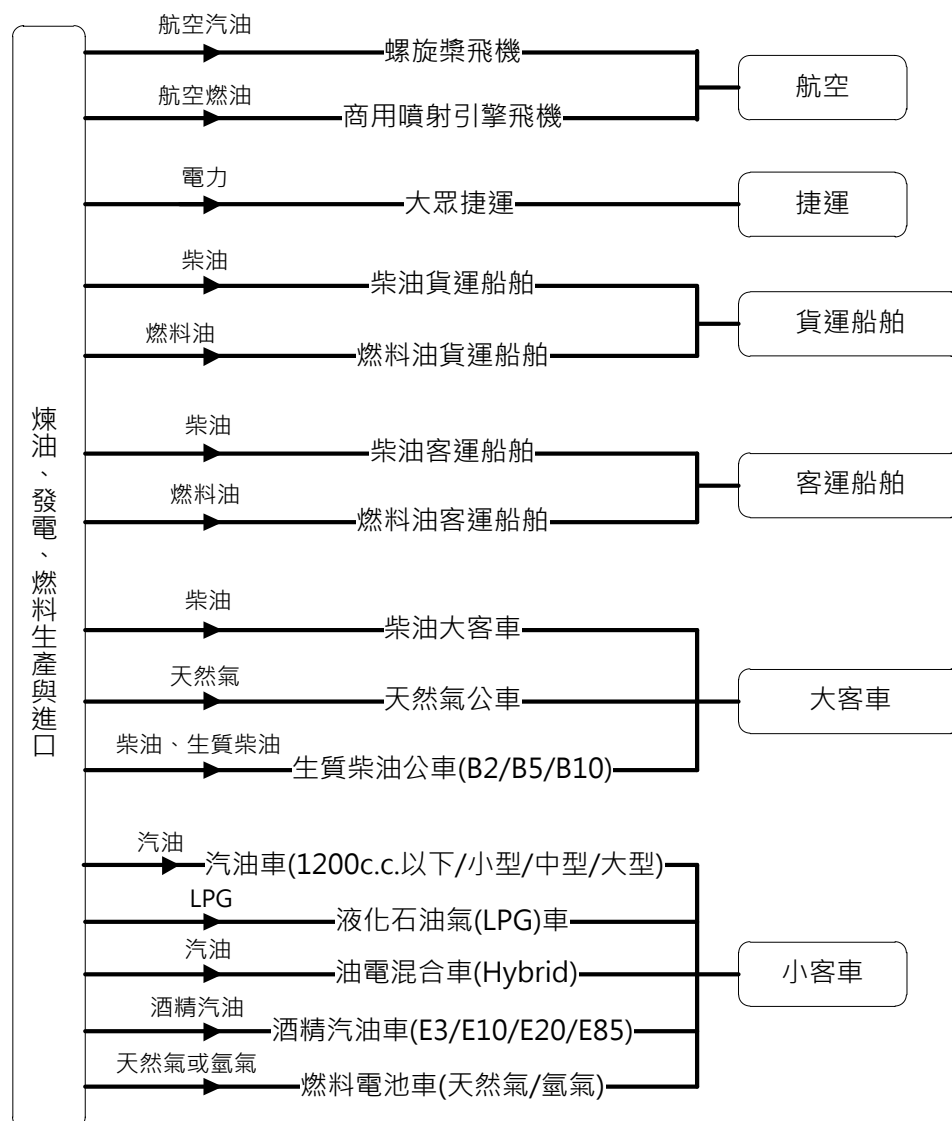 煉油、發電、燃料生產與進口
航空汽油
螺旋槳飛機
航空燃油
商用噴射引擎飛機
航空
電力
大眾捷運
捷運
柴油
柴油貨運船舶
燃料油
燃料油貨運船舶
貨運船舶
柴油
柴油客運船舶
燃料油
燃料油客運船舶
客運船舶
柴油
柴油大客車
天然氣
天然氣公車
柴油、生質柴油
生質柴油公車(B2/B5/B10)
大客車
汽油
汽油車(1200c.c.以下/小型/中型/大型)
LPG
液化石油氣(LPG)車
汽油
油電混合車(Hybrid)
酒精汽油
酒精汽油車(E3/E10/E20/E85)
天然氣或氫氣
燃料電池車(天然氣/氫氣)
小客車